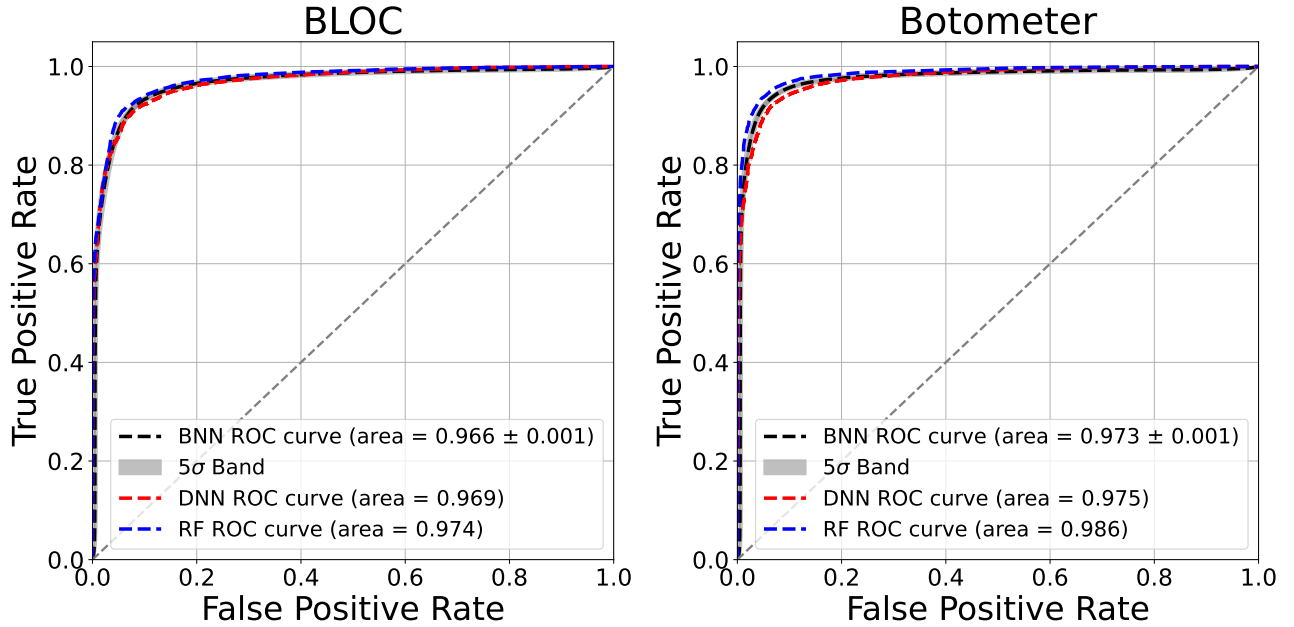 BLOC
True Positive Rate
1.0
0.8
0.6
0.4
0.2
0.0
BNN ROC curve (area = 0.966 ± 0.001)
5σ Band
DNN ROC curve (area = 0.969)
RF ROC curve (area = 0.974)
0.0 0.2 0.4 0.6 0.8 1.0
False Positive Rate
Botometer
True Positive Rate
1.0
0.8
0.6
0.4
0.2
0.0
BNN ROC curve (area = 0.973 ± 0.001)
5σ Band
DNN ROC curve (area = 0.975)
RF ROC curve (area = 0.986)
0.0 0.2 0.4 0.6 0.8 1.0
False Positive Rate